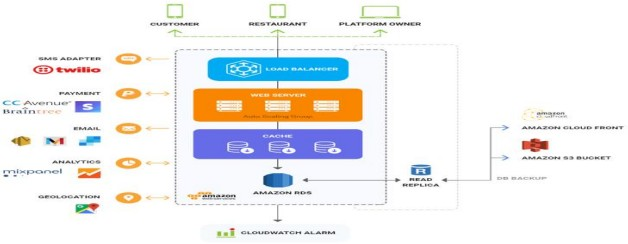 CUSTOMER
RESTAURANT
PLATFORM OWNER
SMS ADAPTER
twilio
LOAD BALANCER
PAYMENT
WEB SERVER
CC Avenue
Braintree
S
Auto Scaling Group
EMAIL
CACHE
amazon
AMAZON CLOUD FRONT
ANALYTICS
mixpanel
AMAZON RDS
R
READ
REPLICA
AMAZON S3 BUCKET
DB BACKUP
GEOLOCATION
amazon
CLOUDWATCH ALARM